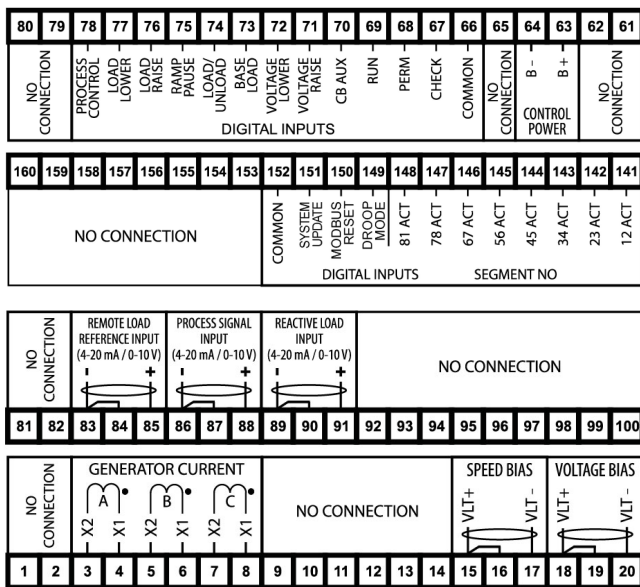 80 79 78 77 76 75 74 73 72 71 70 69 68 67 66 65 64 63 62 61
NO CONNECTION
PROCESS CONTROL
LOAD LOWER
LOAD RAISE
RAMP PAUSE
LOAD/ UNLOAD
BASE LOAD
VOLTAGE LOWER
VOLTAGE RAISE
CB AUX
RUN
PERM
CHECK
COMMON
NO CONNECTION
B -
B +
NO CONNECTION
DIGITAL INPUTS
CONTROL
POWER
160 159 158 157 156 155 154 153 152 151 150 149 148 147 146 145 144 143 142 141
NO CONNECTION
COMMON
SYSTEM UPDATE
MODBUS RESET
DROOP MODE
81 ACT
78 ACT
67 ACT
56 ACT
45 ACT
34 ACT
23 ACT
12 ACT
DIGITAL INPUTS SEGMENT NO
NO CONNECTION
REMOTE LOAD
REFERENCE INPUT
(4-20 mA / 0-10 V)
- +
PROCESS SIGNAL
INPUT
(4-20 mA / 0-10 V)
- +
REACTIVE LOAD
INPUT
(4-20 mA / 0-10 V)
- +
NO CONNECTION
81 82 83 84 85 86 87 88 89 90 91 92 93 94 95 96 97 98 99 100
NO CONNECTION
GENERATOR CURRENT
A B C
X2 X1 X2 X1 X2 X1
NO CONNECTION
SPEED BIAS
VLT+ VLT -
VOLTAGE BIAS
VLT+ VLT -
1 2 3 4 5 6 7 8 9 10 11 12 13 14 15 16 17 18 19 20